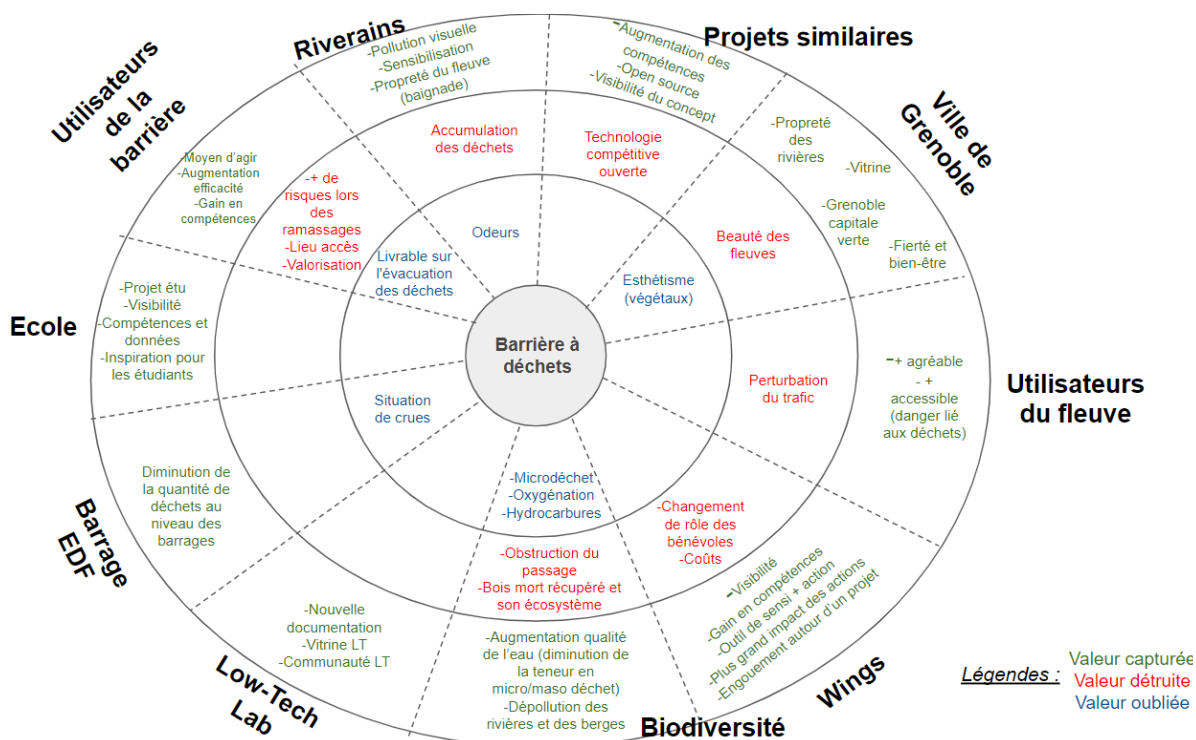 Riverains
-Pollution visuelle
-Sensibilisation
-Propreté du fleuve
(baignade)
Accumulation
des déchets
Odeurs
Projets similaires
-Augmentation des
compétences
-Open source
-Visibilité du concept
Technologie
compétitive
ouverte
Ville de
Grenoble
-Propreté
des
rivières
-Vitrine
-Grenoble
capitale
verte
-Fierté et
bien-être
Beauté des
fleuves
Esthétisme
(végétaux)
Utilisateurs
du fleuve
-+ agréable
- +
accessible
(danger lié
aux déchets)
Perturbation
du trafic
Wings
-Visibilité
-Gain en compétences
-Outil de sensi + action
-Plus grand impact des actions
-Engouement autour d'un projet
-Changement
de rôle des
bénévoles
-Coûts
Biodiversité
-Augmentation qualité
de l'eau (diminution de
la teneur en
micro/maso déchet)
-Dépollution des
rivières et des berges
-Obstruction du
passage
-Bois mort récupéré et
son écosystème
-Microdéchet
-Oxygénation
-Hydrocarbures
Low-Tech
Lab
-Nouvelle
documentation
-Vitrine LT
-Communauté LT
Barrage
EDF
Diminution de
la quantité de
déchets au
niveau des
barrages
Situation
de crues
Ecole
-Projet étu
-Visibilité
-Compétences et
données
-Inspiration pour
les étudiants
Utilisateurs
de la
barrière
-Moyen d'agir
-Augmentation
efficacité
-Gain en
compétences
-+ de
risques lors
des
ramassages
-Lieu accès
-Valorisation
Livrable sur
l'évacuation
des déchets
Barrière à
déchets
Légendes :
Valeur capturée
Valeur détruite
Valeur oubliée